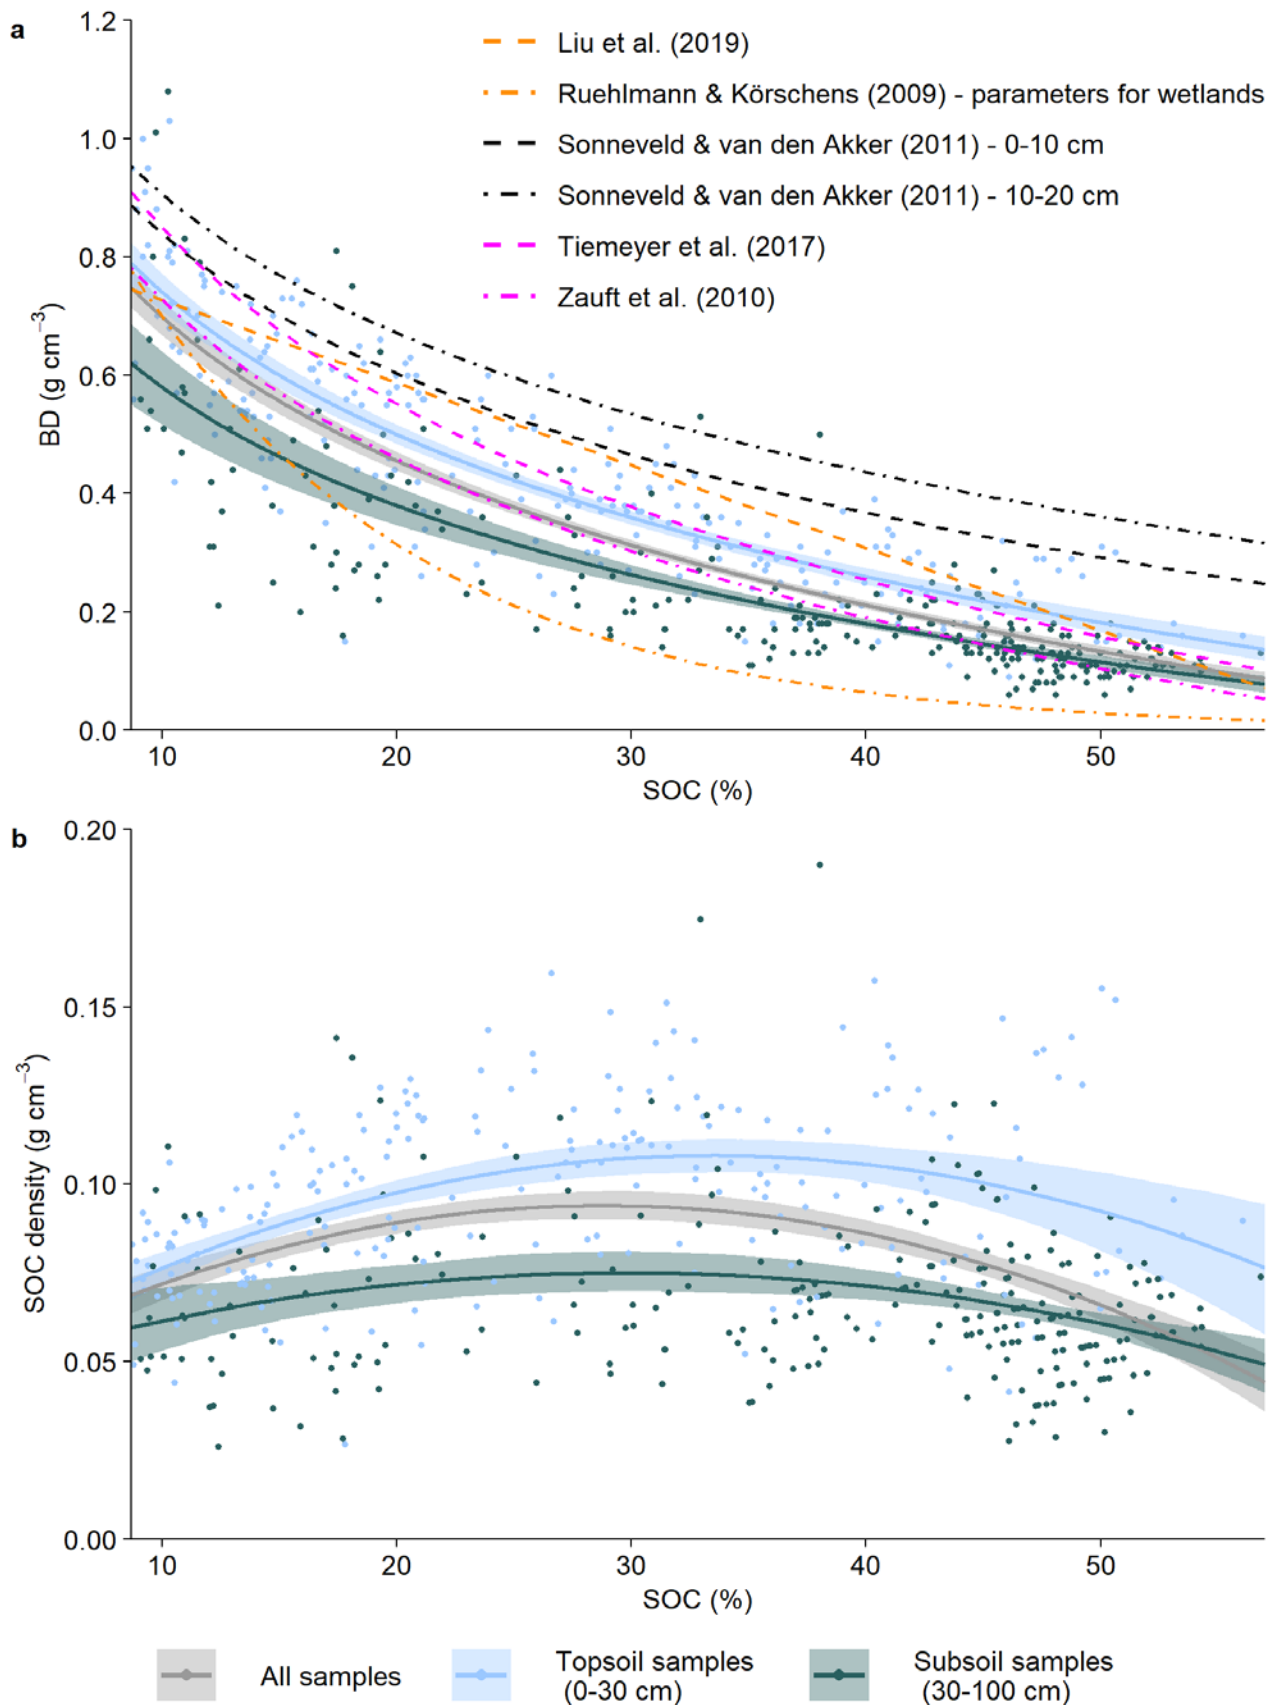 a
1.2
1.0
0.8
0.6
0.4
0.2
0.0
BD (g cm⁻³)
Liu et al. (2019)
Ruehlmann & Körschens (2009) - parameters for wetlands
Sonneveld & van den Akker (2011) - 0-10 cm
Sonneveld & van den Akker (2011) - 10-20 cm
Tiemeyer et al. (2017)
Zauft et al. (2010)
10 20 30 40 50
SOC (%)
b
0.20
0.15
0.10
0.05
0.00
SOC density (g cm⁻³)
10 20 30 40 50
SOC (%)
All samples
Topsoil samples
(0-30 cm)
Subsoil samples
(30-100 cm)